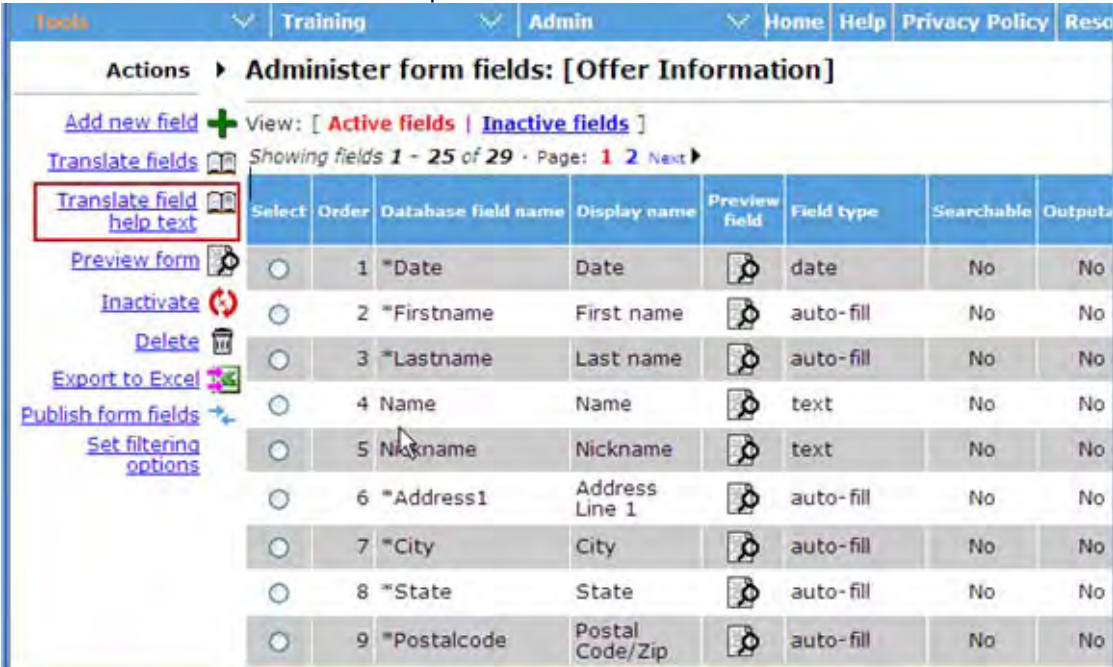 Tools Training Admin Home Help Privacy Policy Reso
Actions Administer form fields: [Offer Information]
Add new field View: [ Active fields | Inactive fields ]
Translate fields Showing fields 1 - 25 of 29 · Page: 1 2 Next
Translate field help text
Select Order Database field name Display name Preview field Field type Searchable Outputa
Preview form
Inactivate
Delete
Export to Excel
Publish form fields
Set filtering options
1 *Date Date date No No
2 *Firstname First name auto-fill No No
3 *Lastname Last name auto-fill No No
4 Name Name text No No
5 Nickname Nickname text No No
6 *Address1 Address Line 1 auto-fill No No
7 *City City auto-fill No No
8 *State State auto-fill No No
9 *Postalcode Postal Code/Zip auto-fill No No